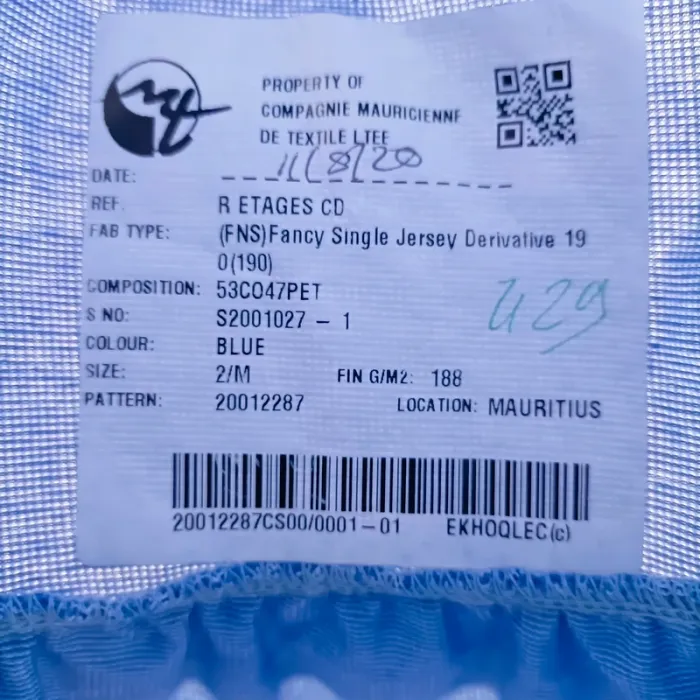 PROPERTY OF
COMPAGNIE MAURICIENNE
DE TEXTILE LTEE
DATE: 11/8/20
REF. R ETAGES CD
FAB TYPE: (FNS)Fancy Single Jersey Derivative 19
0(190)
COMPOSITION: 53CO47PET
429
S NO: S2001027 - 1
COLOUR: BLUE
SIZE: 2/M FIN G/M2: 188
PATTERN: 20012287 LOCATION: MAURITIUS
20012287CS00/0001-01 EKHOQLEC(c)